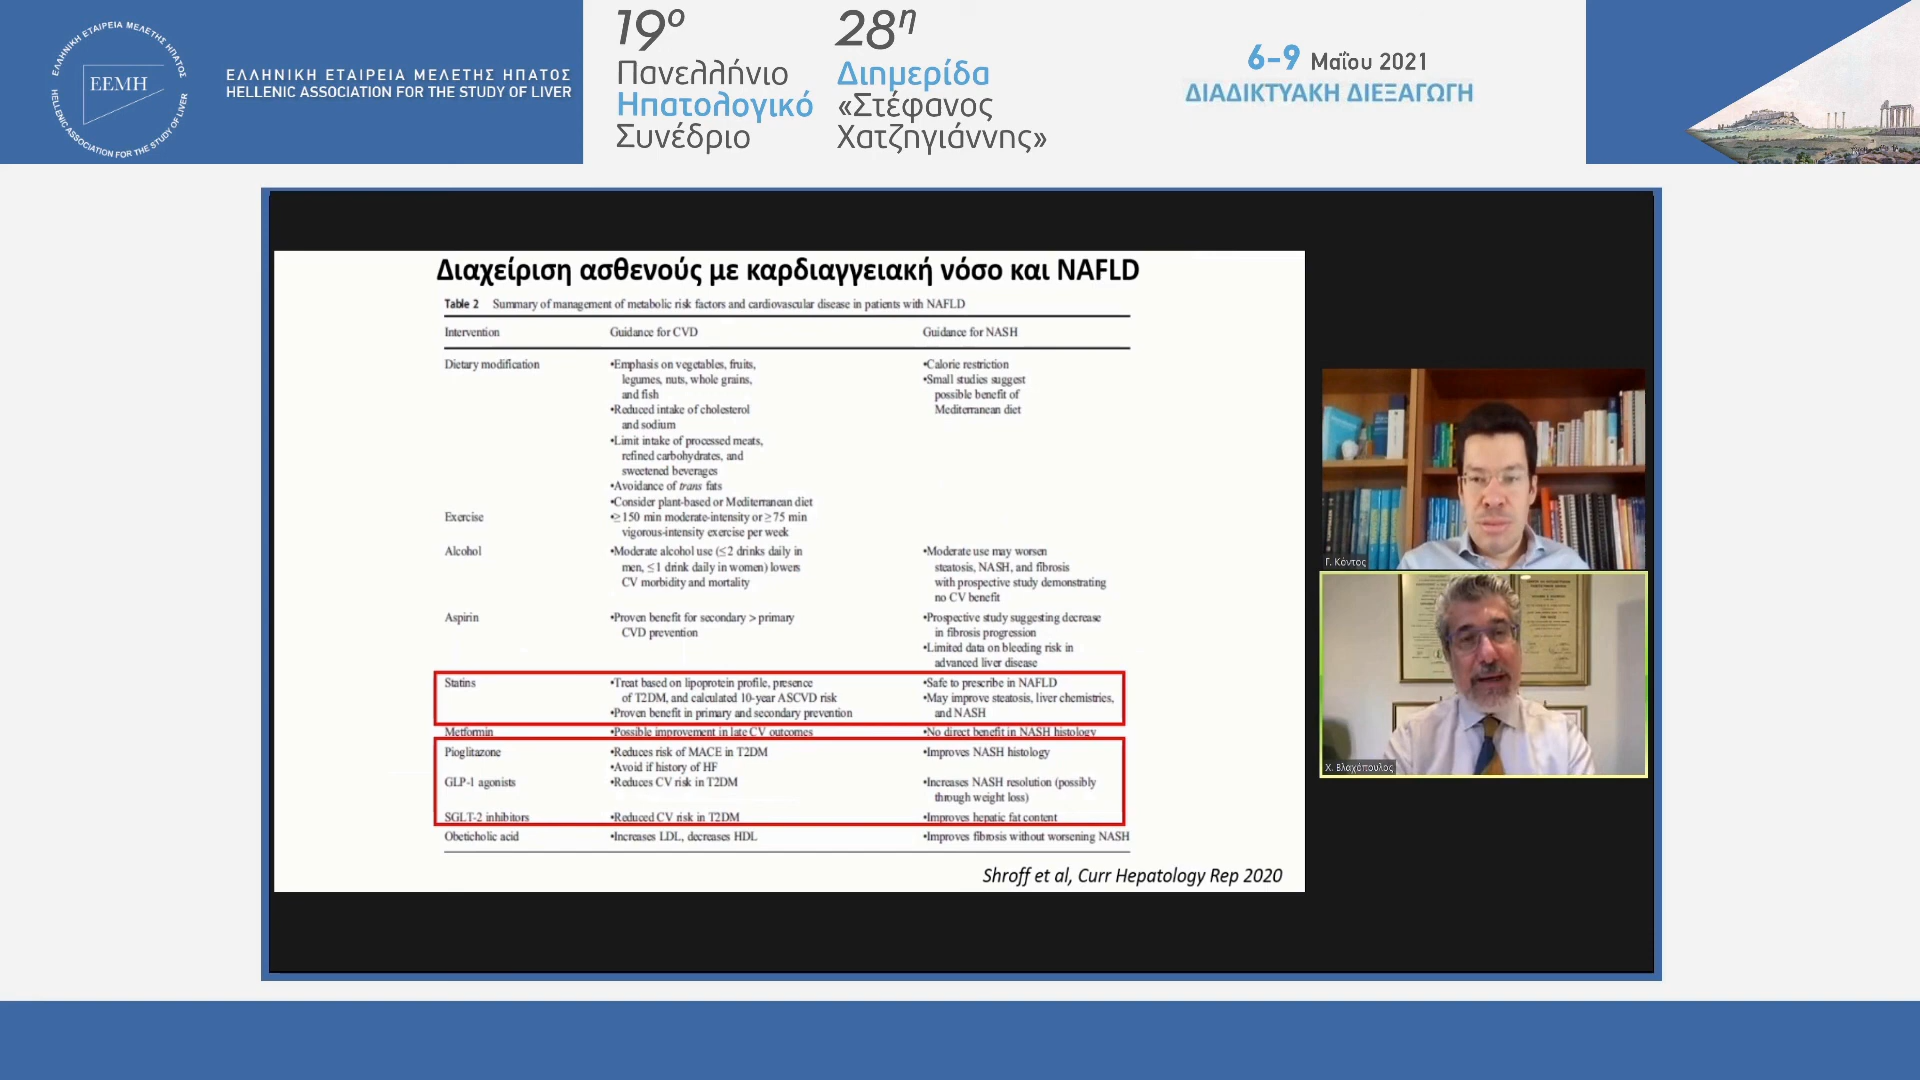 ΕΛΛΗΝΙΚΗ ΕΤΑΙΡΕΙΑ ΜΕΛΕΤΗΣ ΗΠΑΤΟΣ
ΕΕΜΗ
HELLENIC ASSOCIATION FOR THE STUDY OF LIVER
ΕΛΛΗΝΙΚΗ ΕΤΑΙΡΕΙΑ ΜΕΛΕΤΗΣ ΗΠΑΤΟΣ
HELLENIC ASSOCIATION FOR THE STUDY OF LIVER
19ο
Πανελλήνιο
Ηπατολογικό
Συνέδριο
28η
Διημερίδα
«Στέφανος
Χατζηγιάννης»
6-9 Μαΐου 2021
ΔΙΑΔΙΚΤΥΑΚΗ ΔΙΕΞΑΓΩΓΗ
Διαχείριση ασθενούς με καρδιαγγειακή νόσο και NAFLD
Table 2 Summary of management of metabolic risk factors and cardiovascular disease in patients with NAFLD
Intervention Guidance for CVD Guidance for NASH
Dietary modification •Emphasis on vegetables, fruits, •Caloric restriction
legumes, nuts, whole grains, •Small studies suggest
and fish possible benefit of
•Reduced intake of cholesterol Mediterranean diet
and sodium
•Limit intake of processed meats,
refined carbohydrates, and
sweetened beverages
•Avoidance of trans fats
•Consider plant-based or Mediterranean diet
Exercise •≥150 min moderate-intensity or ≥75 min
vigorous-intensity exercise per week
Alcohol •Moderate alcohol use (≤2 drinks daily in •Moderate use may worsen
men, ≤1 drink daily in women) lowers steatosis, NASH, and fibrosis
CV morbidity and mortality with prospective study demonstrating
no CV benefit
Aspirin •Proven benefit for secondary > primary •Prospective study suggesting decrease
CVD prevention in fibrosis progression
•Limited data on bleeding risk in
advanced liver disease
Statins •Treat based on lipoprotein profile, presence •Safe to prescribe in NAFLD
of T2DM, and calculated 10-year ASCVD risk •May improve steatosis, liver chemistries,
•Proven benefit in primary and secondary prevention and NASH
Metformin •Possible improvement in late CV outcomes •No direct benefit in NASH histology
Pioglitazone •Reduces risk of MACE in T2DM •Improves NASH histology
•Avoid if history of HF
GLP-1 agonists •Reduces CV risk in T2DM •Increases NASH resolution (possibly
through weight loss)
SGLT-2 inhibitors •Reduced CV risk in T2DM •Improves hepatic fat content
Obeticholic acid •Increases LDL, decreases HDL •Improves fibrosis without worsening NASH
Shroff et al, Curr Hepatology Rep 2020
Γ. Κόντος
Χ. Βλαχόπουλος